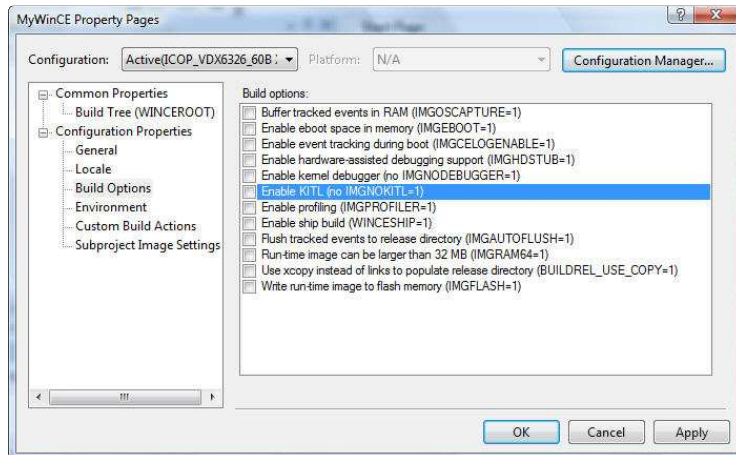 MyWinCE Property Pages
Configuration: Active(ICOP_VDX6326_60B : Platform: N/A Configuration Manager...
Common Properties
Build Tree (WINCEROOT)
Configuration Properties
General
Locale
Build Options
Environment
Custom Build Actions
Subproject Image Settings
Build options:
Buffer tracked events in RAM (IMGOSCAPTURE=1)
Enable eboot space in memory (IMGEBOOT=1)
Enable event tracking during boot (IMGCELOGENABLE=1)
Enable hardware-assisted debugging support (IMGHDSTUB=1)
Enable kernel debugger (no IMGNODEBUGGER=1)
Enable KITL (no IMGNOKITL=1)
Enable profiling (IMGPROFILER=1)
Enable ship build (WINCESHIP=1)
Flush tracked events to release directory (IMGAUTOFLUSH=1)
Run-time image can be larger than 32 MB (IMGRAM64=1)
Use xcopy instead of links to populate release directory (BUILDREL_USE_COPY=1)
Write run-time image to flash memory (IMGFLASH=1)
OK Cancel Apply